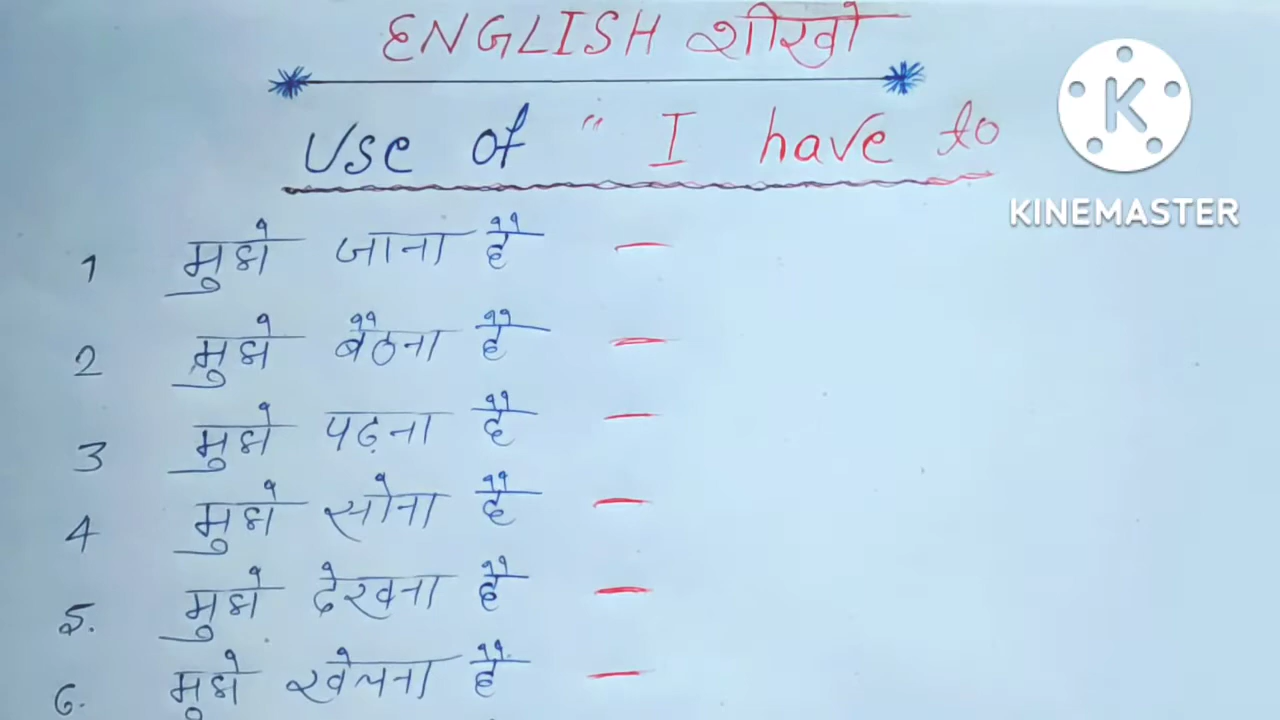 ENGLISH शीखो
Use of " I have to
K
KINEMASTER
1 मुझे जाना है —
2 मुझे बैठना है —
3 मुझे पढ़ना है —
4 मुझे सोना है —
5. मुझे देखना है —
6. मुझे खेलना है —